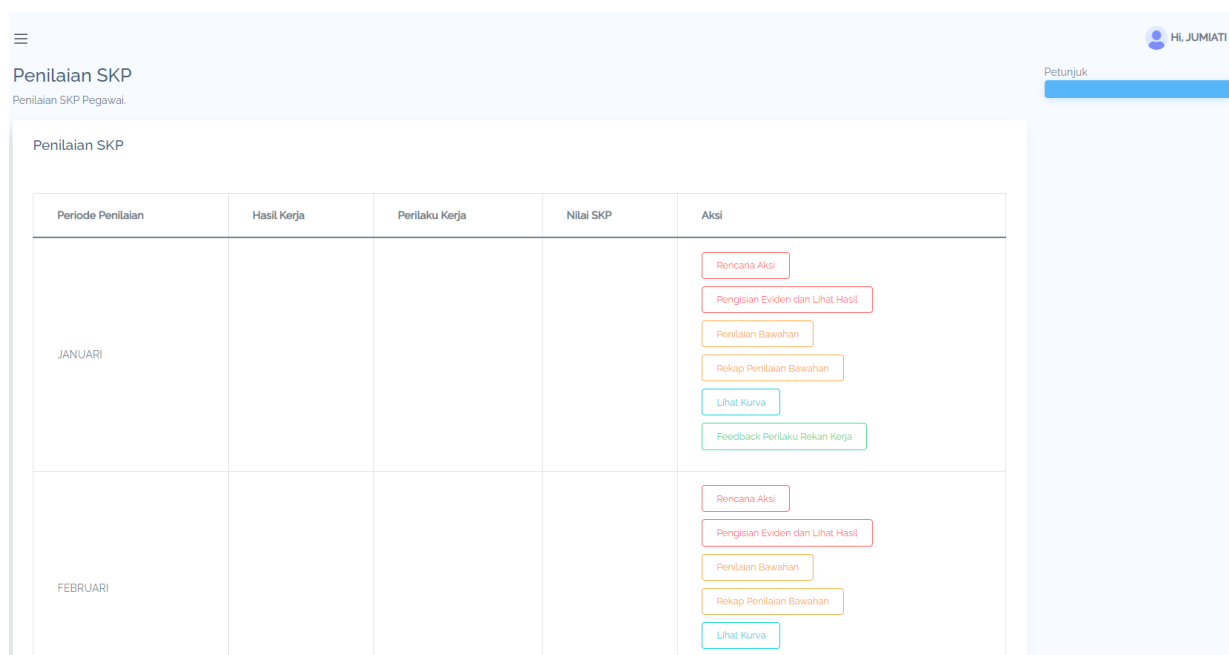 Hi, JUMIATI
Penilaian SKP
Penilaian SKP Pegawai.
Petunjuk
Penilaian SKP
Periode Penilaian Hasil Kerja Perilaku Kerja Nilai SKP Aksi
JANUARI
Rencana Aksi
Pengisian Eviden dan Lihat Hasil
Penilaian Bawahan
Rekap Penilaian Bawahan
Lihat Kurva
Feedback Perilaku Rekan Kerja
FEBRUARI
Rencana Aksi
Pengisian Eviden dan Lihat Hasil
Penilaian Bawahan
Rekap Penilaian Bawahan
Lihat Kurva